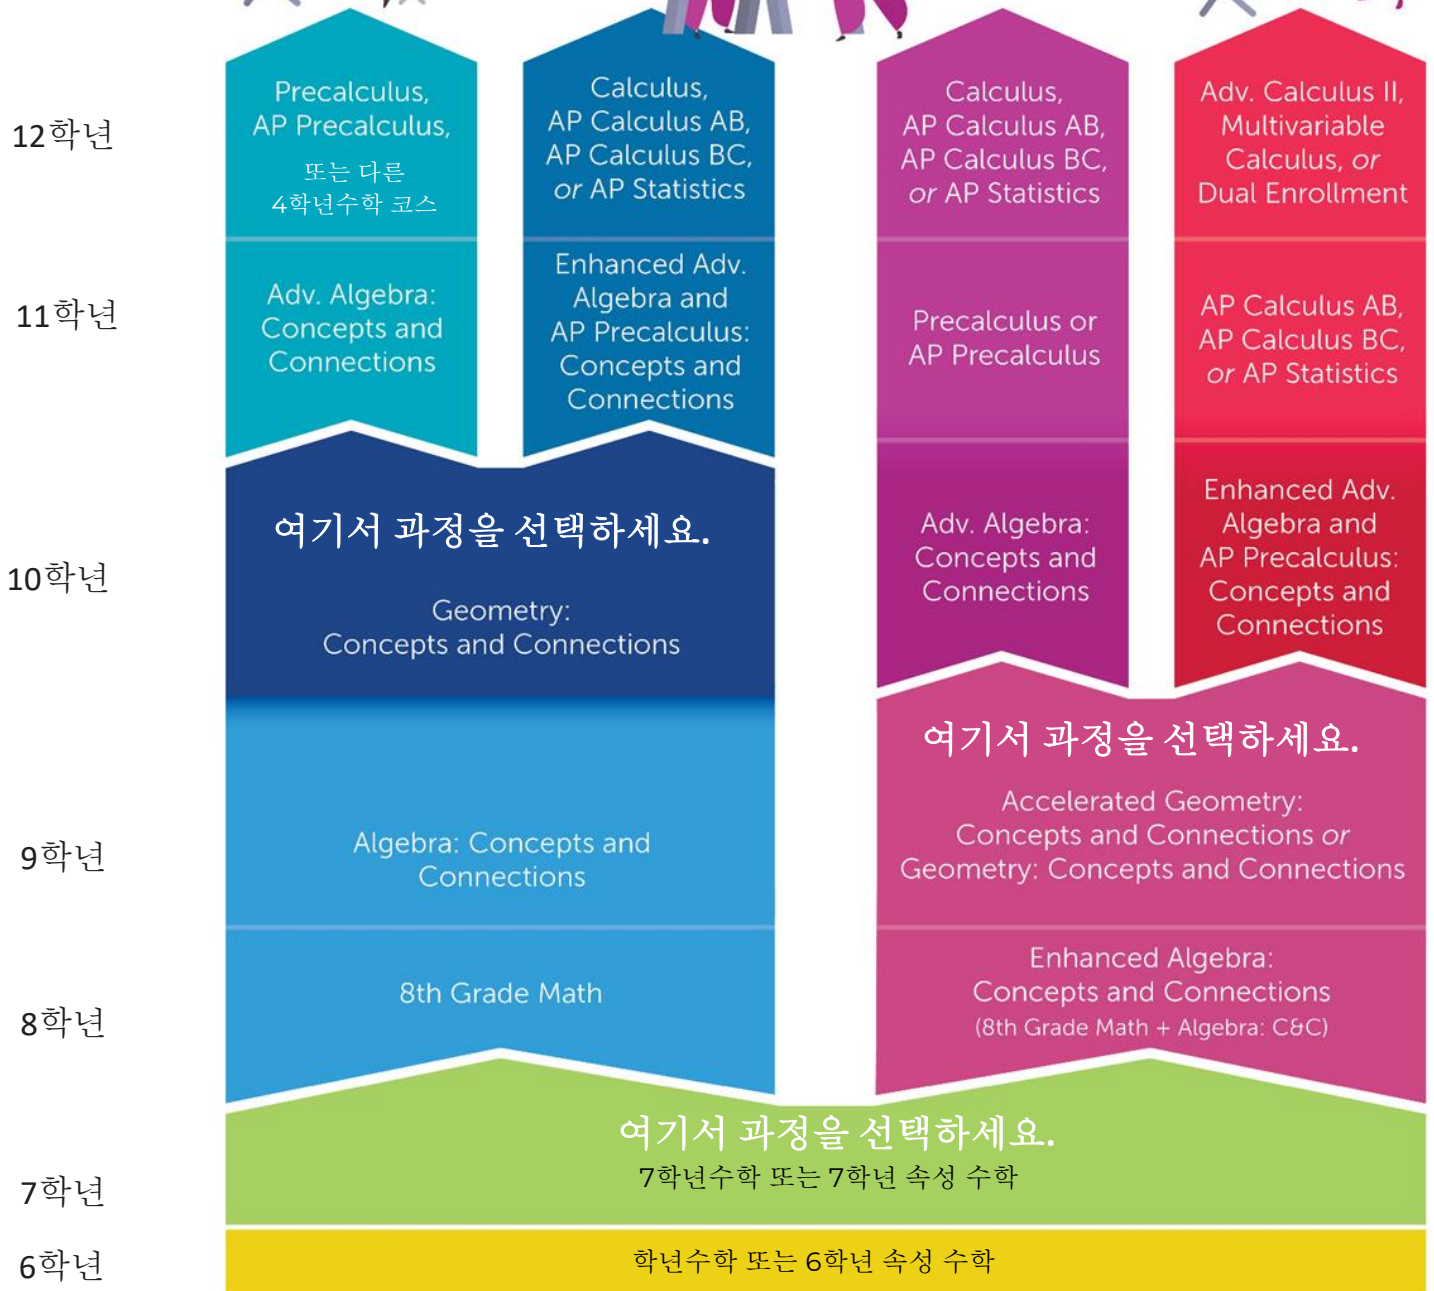 12학년
Precalculus,
AP Precalculus,
또는 다른
4학년수학 코스
Calculus,
AP Calculus AB,
AP Calculus BC,
or AP Statistics
Calculus,
AP Calculus AB,
AP Calculus BC,
or AP Statistics
Adv. Calculus II,
Multivariable
Calculus, or
Dual Enrollment
11학년
Adv. Algebra:
Concepts and
Connections
Enhanced Adv.
Algebra and
AP Precalculus:
Concepts and
Connections
Precalculus or
AP Precalculus
AP Calculus AB,
AP Calculus BC,
or AP Statistics
10학년
여기서 과정을 선택하세요.
Geometry:
Concepts and Connections
Adv. Algebra:
Concepts and
Connections
Enhanced Adv.
Algebra and
AP Precalculus:
Concepts and
Connections
9학년
Algebra: Concepts and
Connections
여기서 과정을 선택하세요.
Accelerated Geometry:
Concepts and Connections or
Geometry: Concepts and Connections
8학년
8th Grade Math
Enhanced Algebra:
Concepts and Connections
(8th Grade Math + Algebra: C&C)
7학년
여기서 과정을 선택하세요.
7학년수학 또는 7학년 속성 수학
6학년
학년수학 또는 6학년 속성 수학